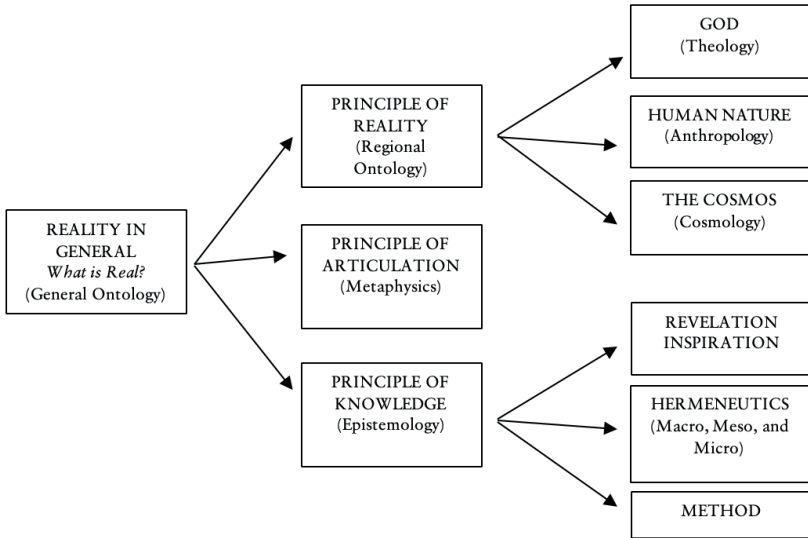 REALITY IN
GENERAL
What is Real?
(General Ontology)
PRINCIPLE OF
REALITY
(Regional
Ontology)
PRINCIPLE OF
ARTICULATION
(Metaphysics)
PRINCIPLE OF
KNOWLEDGE
(Epistemology)
GOD
(Theology)
HUMAN NATURE
(Anthropology)
THE COSMOS
(Cosmology)
REVELATION
INSPIRATION
HERMENEUTICS
(Macro, Meso, and
Micro)
METHOD